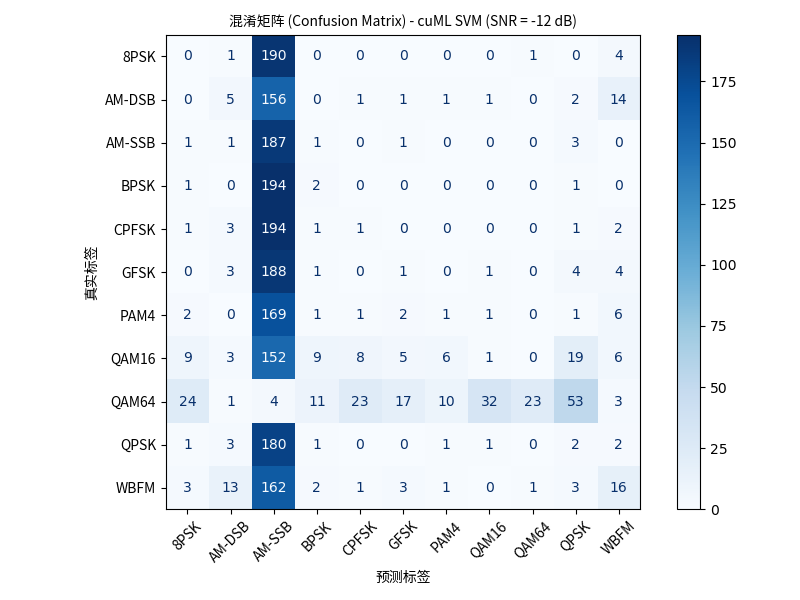 混淆矩阵 (Confusion Matrix) - cuML SVM (SNR = -12 dB)
真实标签
8PSK 0 1 190 0 0 0 0 0 1 0 4
AM-DSB 0 5 156 0 1 1 1 1 0 2 14
AM-SSB 1 1 187 1 0 1 0 0 0 3 0
BPSK 1 0 194 2 0 0 0 0 0 1 0
CPFSK 1 3 194 1 1 0 0 0 0 1 2
GFSK 0 3 188 1 0 1 0 1 0 4 4
PAM4 2 0 169 1 1 2 1 1 0 1 6
QAM16 9 3 152 9 8 5 6 1 0 19 6
QAM64 24 1 4 11 23 17 10 32 23 53 3
QPSK 1 3 180 1 0 0 1 1 0 2 2
WBFM 3 13 162 2 1 3 1 0 1 3 16
8PSK AM-DSB AM-SSB BPSK CPFSK GFSK PAM4 QAM16 QAM64 QPSK WBFM
预测标签
175
150
125
100
75
50
25
0